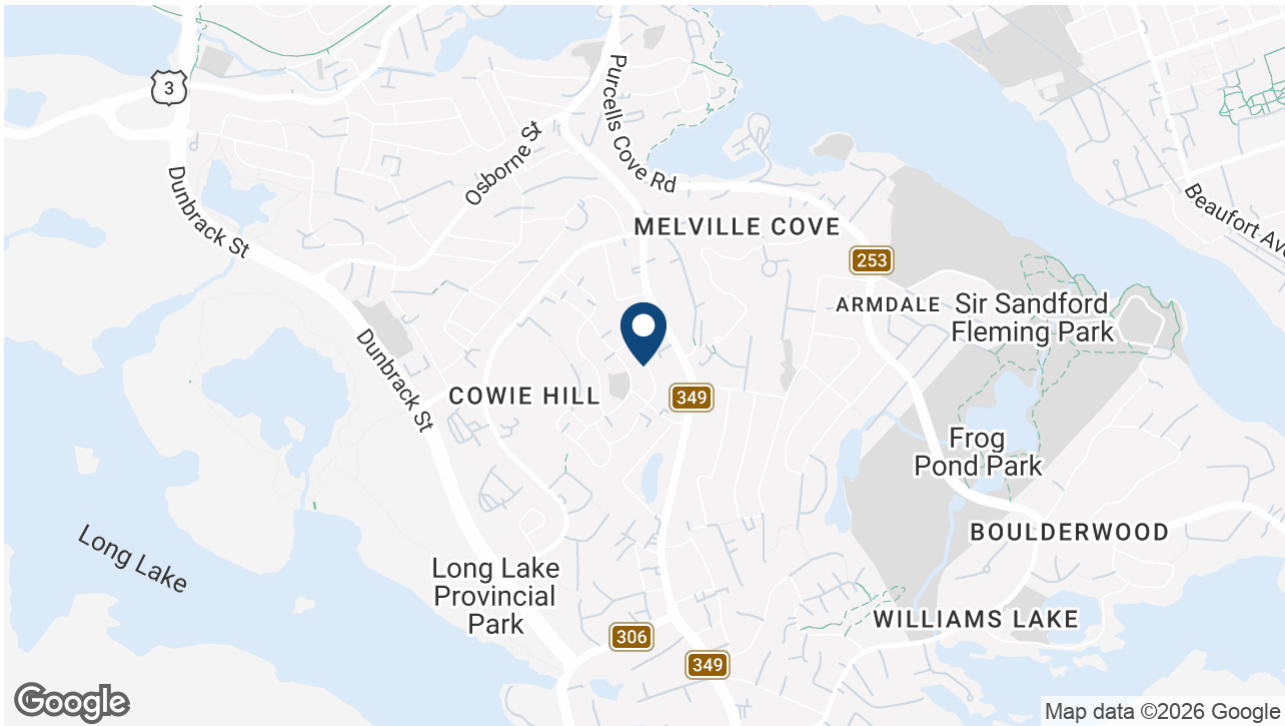 3
Purcells Cove Rd
Osborne St
Dunbrack St
Beaufort Ave
MELVILLE COVE
253
ARMDALE
Sir Sandford
Fleming Park
Dunbrack St
COWIE HILL
349
Frog
Pond Park
BOULDERWOOD
Long Lake
Long Lake
Provincial
Park
WILLIAMS LAKE
306
349
Google
Map data ©2026 Google